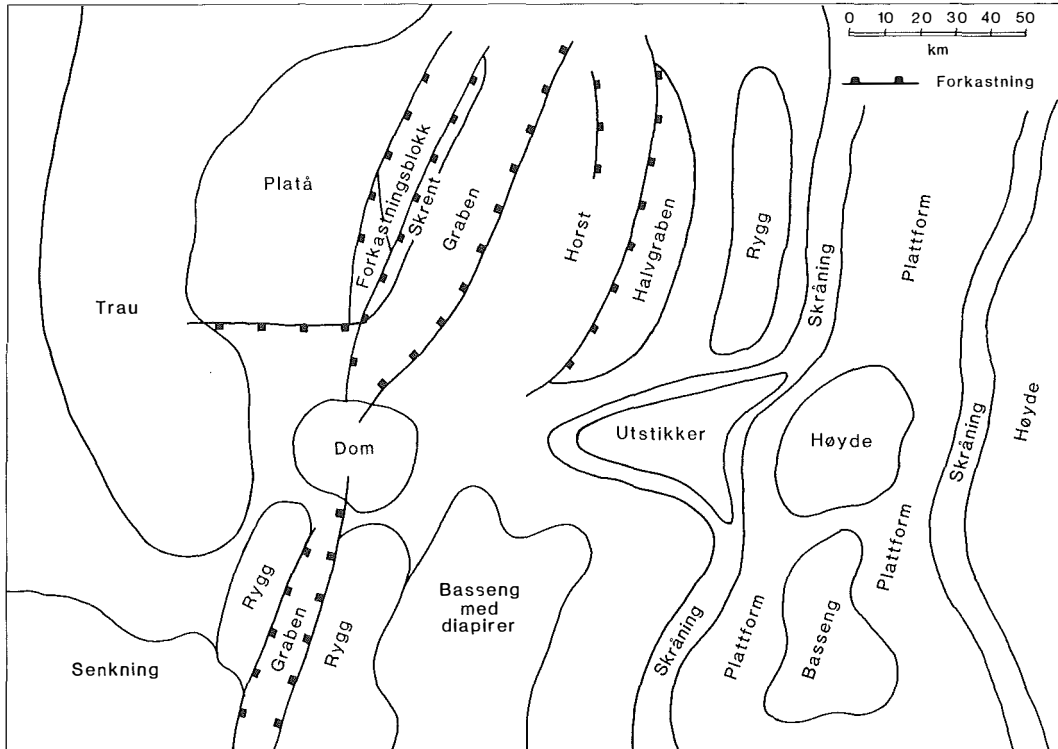 0 10 20 30 40 50
km
Forkastning
Platå
Forkastningsblokk
Skrent
Graben
Horst
Halvgraben
Rygg
Skråning
Plattform
Trau
Høyde
Skråning
Utstikker
Høyde
Dom
Plattform
Rygg
Graben
Rygg
Basseng
med
diapirer
Skråning
Plattform
Basseng
Senkning